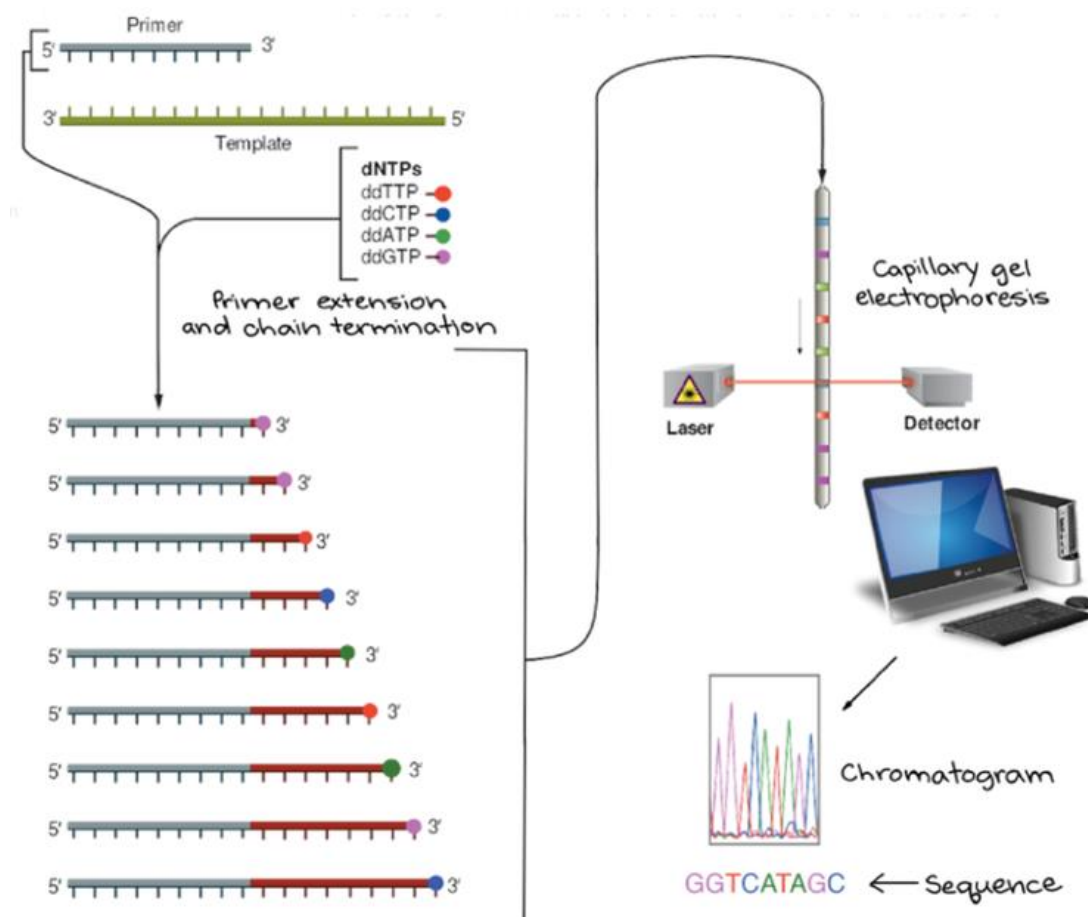 Primer
5' 3'
3' 5'
Template
dNTPs
ddTTP
ddCTP
ddATP
ddGTP
Primer extension
and chain termination
5' 3'
5' 3'
5' 3'
5' 3'
5' 3'
5' 3'
5' 3'
5' 3'
5' 3'
Capillary gel
electrophoresis
Laser
Detector
Chromatogram
GGTCATAGC ← Sequence